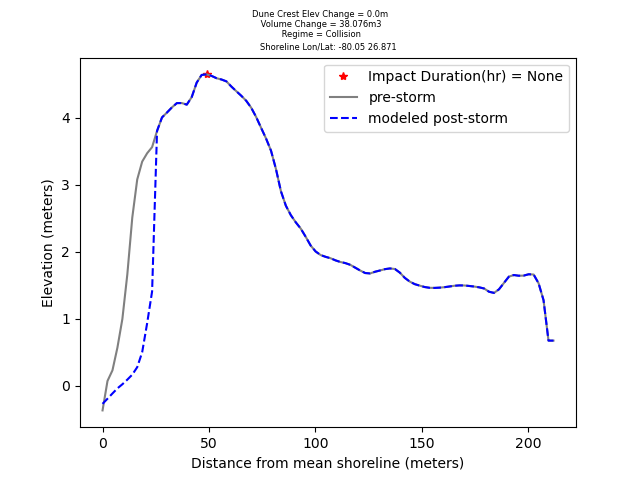 Dune Crest Elev Change = 0.0m
Volume Change = 38.076m3
Regime = Collision
Shoreline Lon/Lat: -80.05 26.871
Impact Duration(hr) = None
pre-storm
modeled post-storm
Elevation (meters)
4
3
2
1
0
0 50 100 150 200
Distance from mean shoreline (meters)